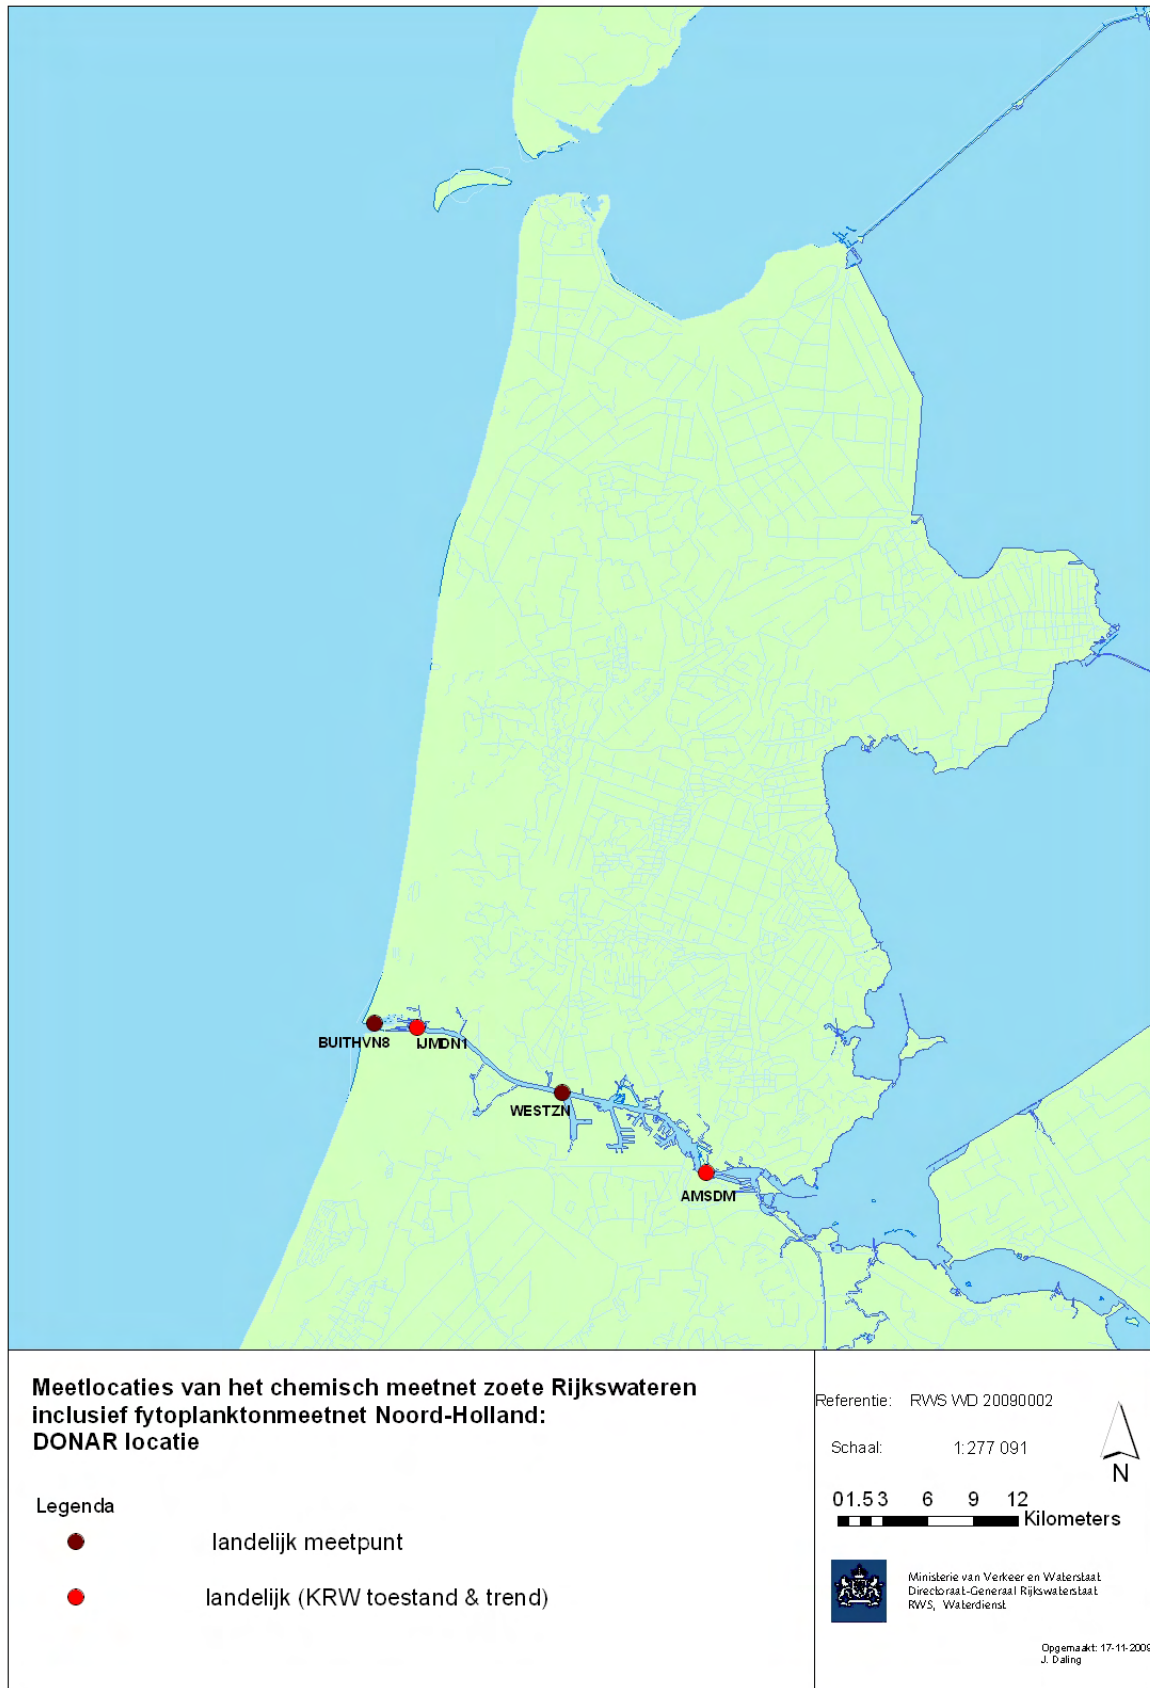 BUITHVN8
IJMDN1
WESTZN
AMSDM
Meetlocaties van het chemisch meetnet zoete Rijkswateren
inclusief fytoplanktonmeetnet Noord-Holland:
DONAR locatie
Legenda
landelijk meetpunt
landelijk (KRW toestand & trend)
Referentie: RWS WD 20090002
Schaal: 1:277 091
N
0 1.5 3 6 9 12
Kilometers
Ministerie van Verkeer en Waterstaat
Directoraat-Generaal Rijkswaterstaat
RWS, Waterdienst
Opgemaakt: 17-11-2009
J. Daling